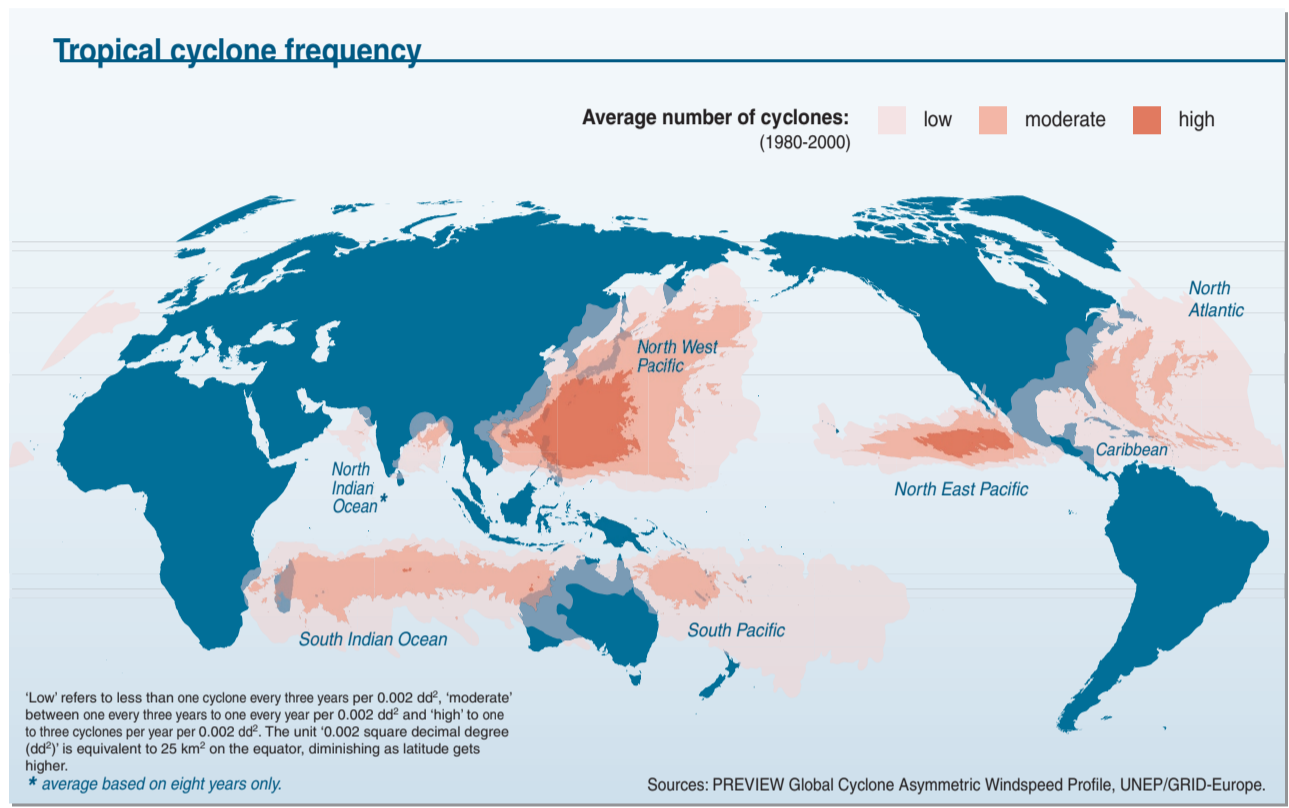 Tropical cyclone frequency
Average number of cyclones:
low
moderate
high
(1980-2000)
North
Atlantic
North West
Pacific
Caribbean
North
Indian
Ocean*
North East Pacific
South Indian Ocean
South Pacific
‘Low’ refers to less than one cyclone every three years per 0.002 dd², ‘moderate’
between one every three years to one every year per 0.002 dd² and ‘high’ to one
to three cyclones per year per 0.002 dd². The unit ‘0.002 square decimal degree
(dd²)’ is equivalent to 25 km² on the equator, diminishing as latitude gets
higher.
* average based on eight years only.
Sources: PREVIEW Global Cyclone Asymmetric Windspeed Profile, UNEP/GRID-Europe.